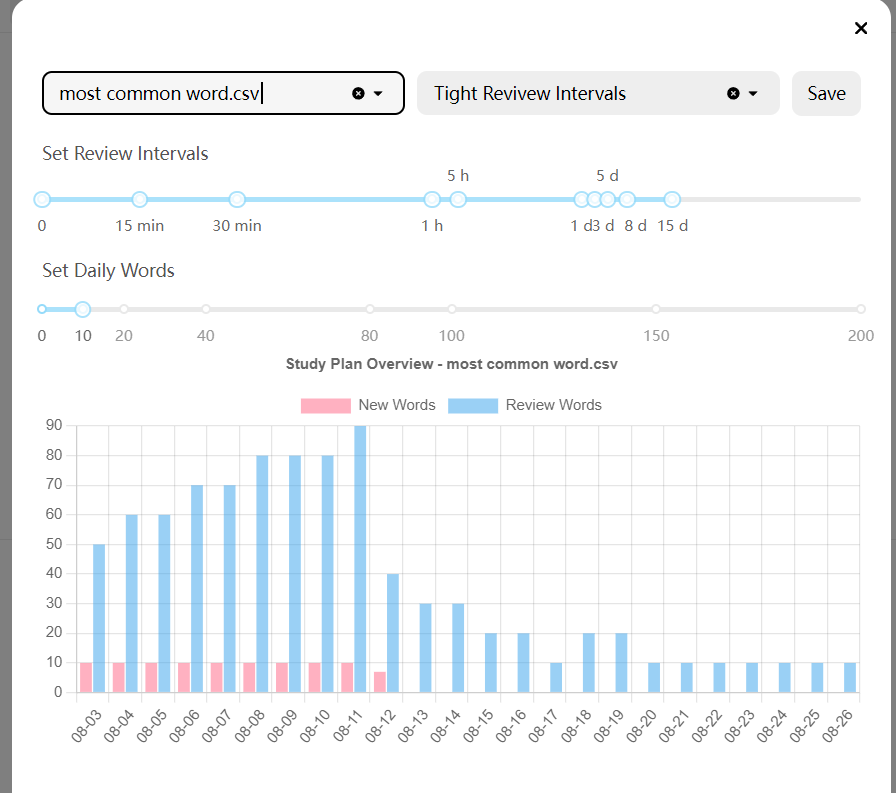 most common word.csv
Tight Revivew Intervals
Save
Set Review Intervals
5 h 5 d
0 15 min 30 min 1 h 1 d 3 d 8 d 15 d
Set Daily Words
0 10 20 40 80 100 150 200
Study Plan Overview - most common word.csv
New Words Review Words
90
80
70
60
50
40
30
20
10
0
08-03 08-04 08-05 08-06 08-07 08-08 08-09 08-10 08-11 08-12 08-13 08-14 08-15 08-16 08-17 08-18 08-19 08-20 08-21 08-22 08-23 08-24 08-25 08-26